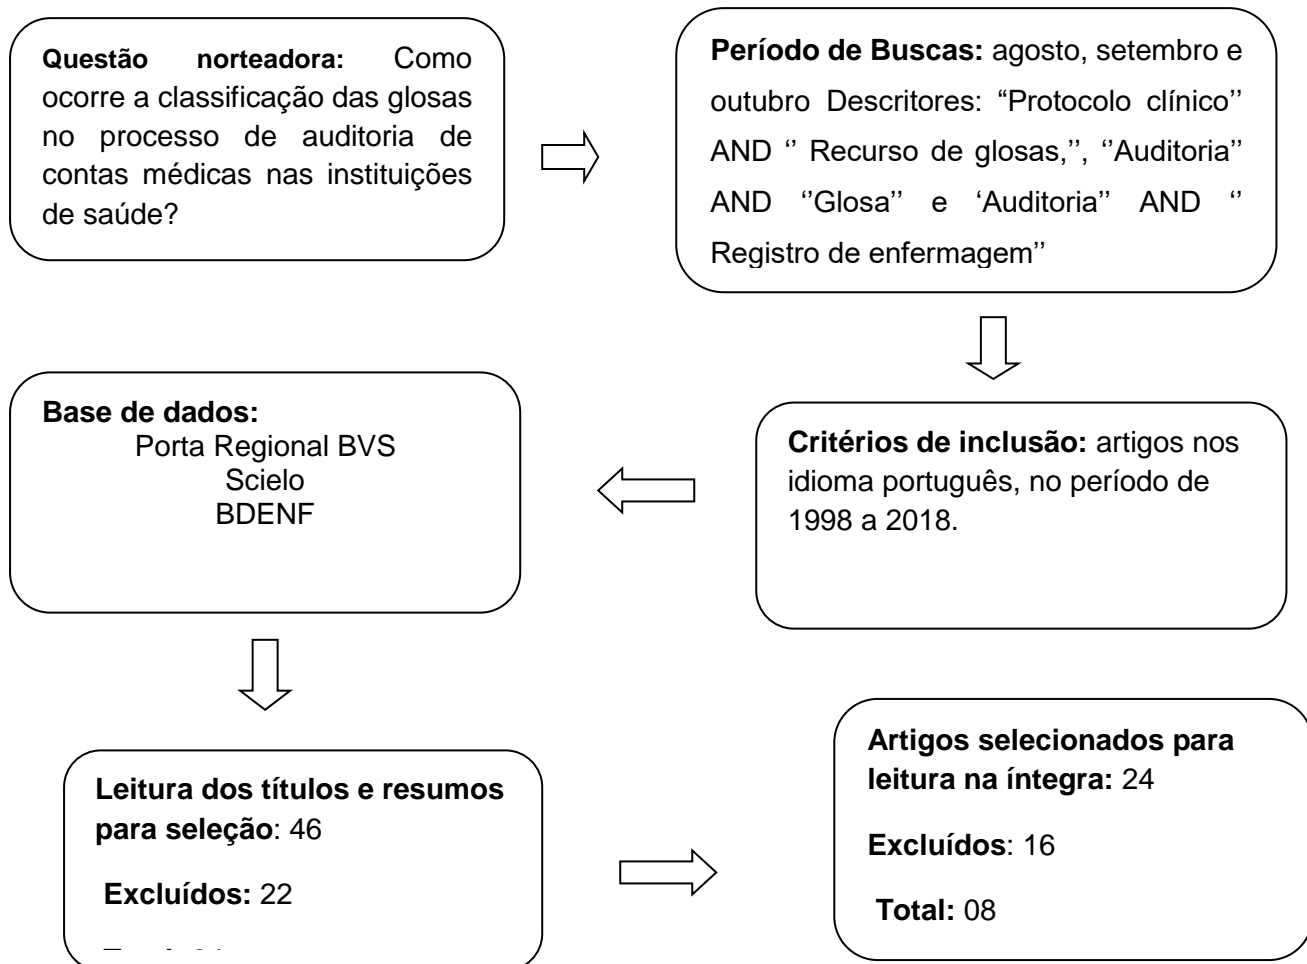 Questão norteadora: Como
ocorre a classificação das glosas
no processo de auditoria de
contas médicas nas instituições
de saúde?
Período de Buscas: agosto, setembro e
outubro Descritores: “Protocolo clínico’’
AND ‘’ Recurso de glosas,’’, ‘’Auditoria’’
AND ‘’Glosa’’ e ‘Auditoria’’ AND ‘’
Registro de enfermagem’’
Critérios de inclusão: artigos nos
idioma português, no período de
1998 a 2018.
Base de dados:
Porta Regional BVS
Scielo
BDENF
Leitura dos títulos e resumos
para seleção: 46
Excluídos: 22
Artigos selecionados para
leitura na íntegra: 24
Excluídos: 16
Total: 08